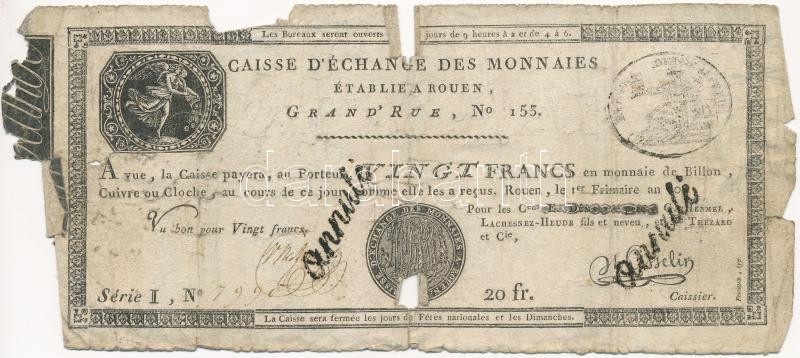 Les Bureaux seront ouverts jours de 9 heures à 2 et de 4 à 6.
CAISSE D'ÉCHANGE DES MONNAIES
ÉTABLIE A ROUEN,
GRAND'RUE, No 153.
A vue, la Caisse payera, au Porteur, VINGT FRANCS en monnaie de Billon,
Cuivre ou Cloche, au cours de ce jour, comme elle les a reçus. Rouen, le 1er Frimaire an
Pour les Cens
LACHESNEZ-HEUDE fils et neveu, THÉZARD
et Cie,
Vu bon pour Vingt francs,
annulé
annulé
Série I, No
20 fr.
Caissier.
La Caisse sera fermée les jours de Fêtes nationales et les Dimanches.